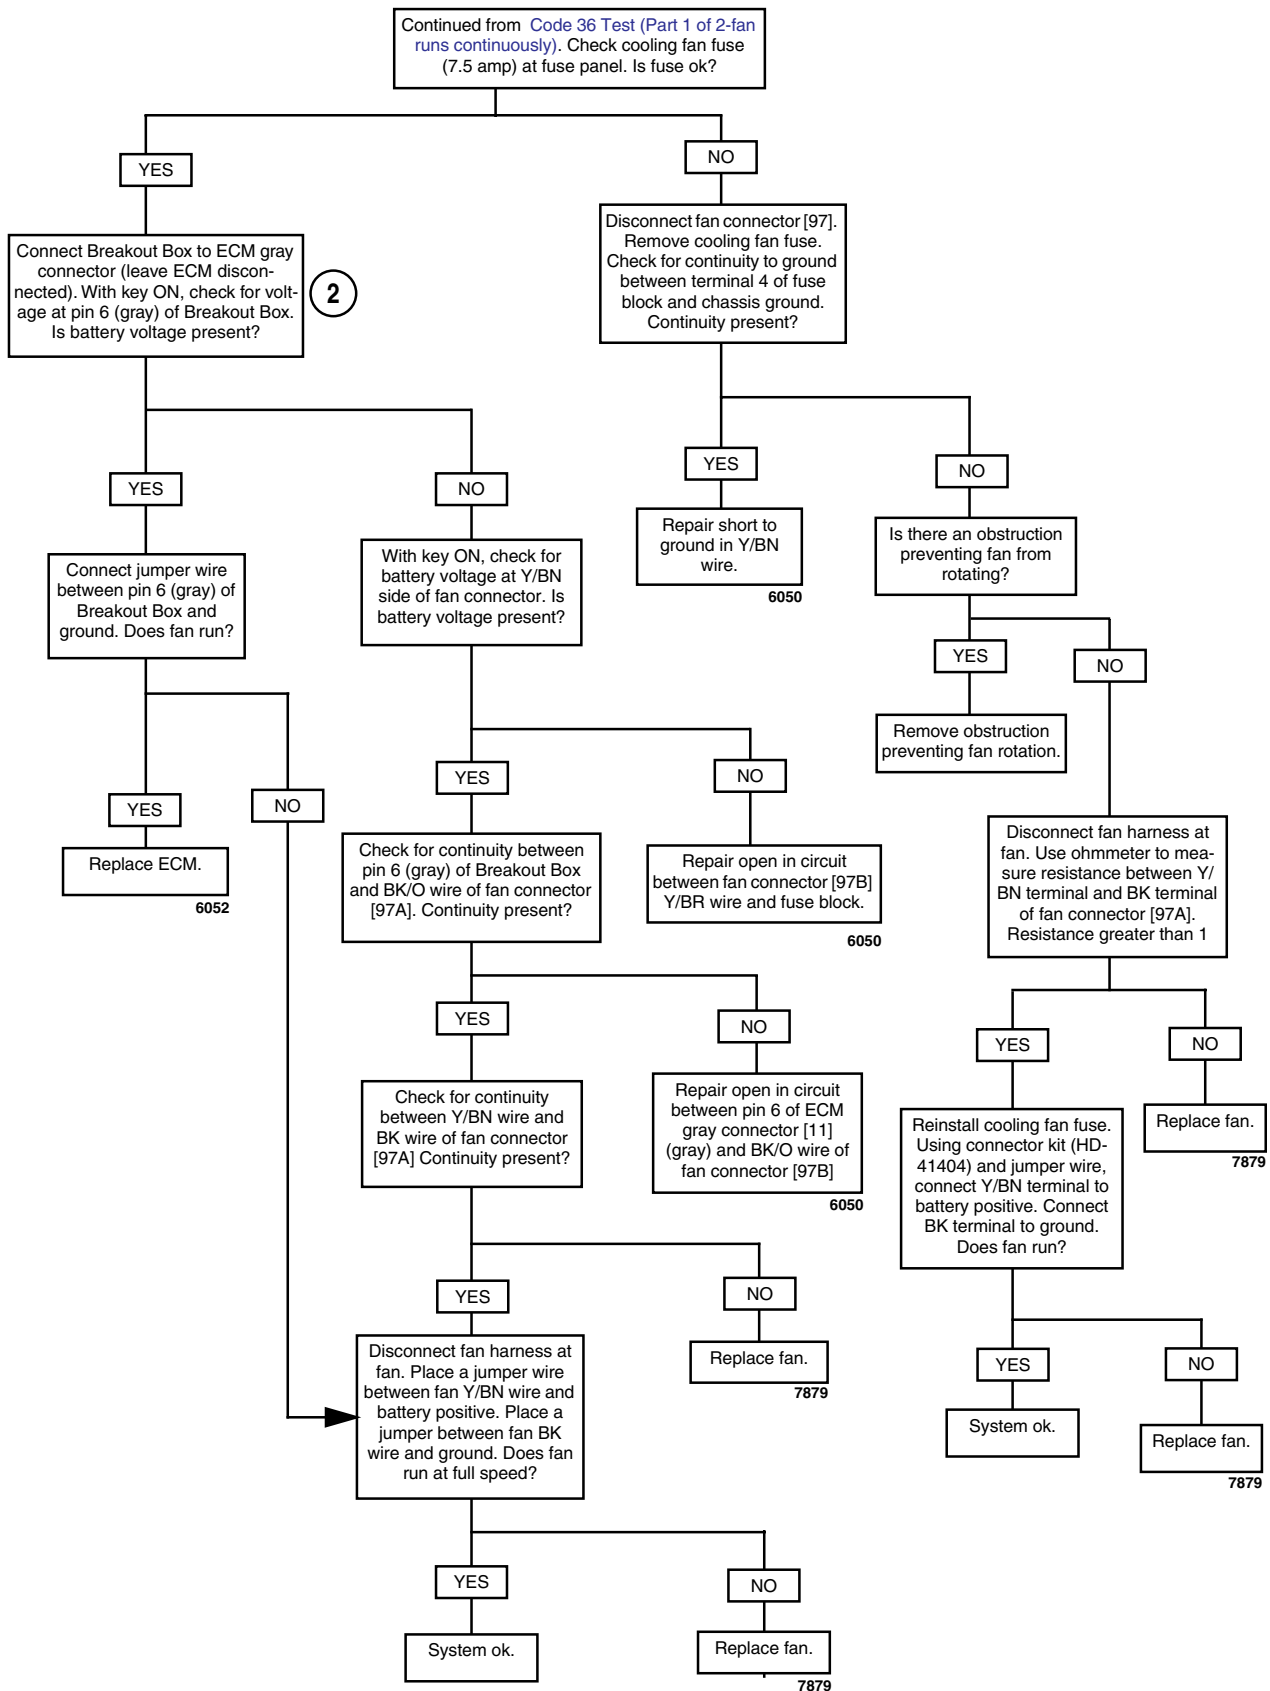 Continued from Code 36 Test (Part 1 of 2-fan
runs continuously). Check cooling fan fuse
(7.5 amp) at fuse panel. Is fuse ok?
YES
NO
Connect Breakout Box to ECM gray
connector (leave ECM discon-
nected). With key ON, check for volt-
age at pin 6 (gray) of Breakout Box.
Is battery voltage present?
2
Disconnect fan connector [97].
Remove cooling fan fuse.
Check for continuity to ground
between terminal 4 of fuse
block and chassis ground.
Continuity present?
YES
NO
YES
NO
Connect jumper wire
between pin 6 (gray) of
Breakout Box and
ground. Does fan run?
With key ON, check for
battery voltage at Y/BN
side of fan connector. Is
battery voltage present?
Repair short to
ground in Y/BN
wire.
6050
Is there an obstruction
preventing fan from
rotating?
YES
NO
Remove obstruction
preventing fan rotation.
YES
NO
YES
NO
Replace ECM.
6052
Check for continuity between
pin 6 (gray) of Breakout Box
and BK/O wire of fan connector
[97A]. Continuity present?
Repair open in circuit
between fan connector [97B]
Y/BR wire and fuse block.
6050
Disconnect fan harness at
fan. Use ohmmeter to mea-
sure resistance between Y/
BN terminal and BK terminal
of fan connector [97A].
Resistance greater than 1
YES
NO
YES
NO
Check for continuity
between Y/BN wire and
BK wire of fan connector
[97A] Continuity present?
Repair open in circuit
between pin 6 of ECM
gray connector [11]
(gray) and BK/O wire of
fan connector [97B]
6050
Reinstall cooling fan fuse.
Using connector kit (HD-
41404) and jumper wire,
connect Y/BN terminal to
battery positive. Connect
BK terminal to ground.
Does fan run?
Replace fan.
7879
YES
NO
Disconnect fan harness at
fan. Place a jumper wire
between fan Y/BN wire and
battery positive. Place a
jumper between fan BK
wire and ground. Does fan
run at full speed?
Replace fan.
7879
YES
NO
System ok.
Replace fan.
7879
YES
NO
System ok.
Replace fan.
7879